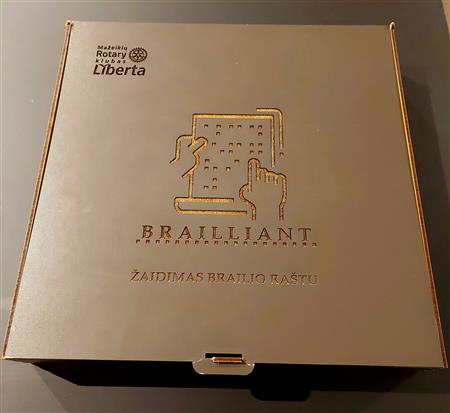 Mažeikių
Rotary
klubas
Liberta
BRAILLIANT
ŽAIDIMAS BRAILIO RAŠTU